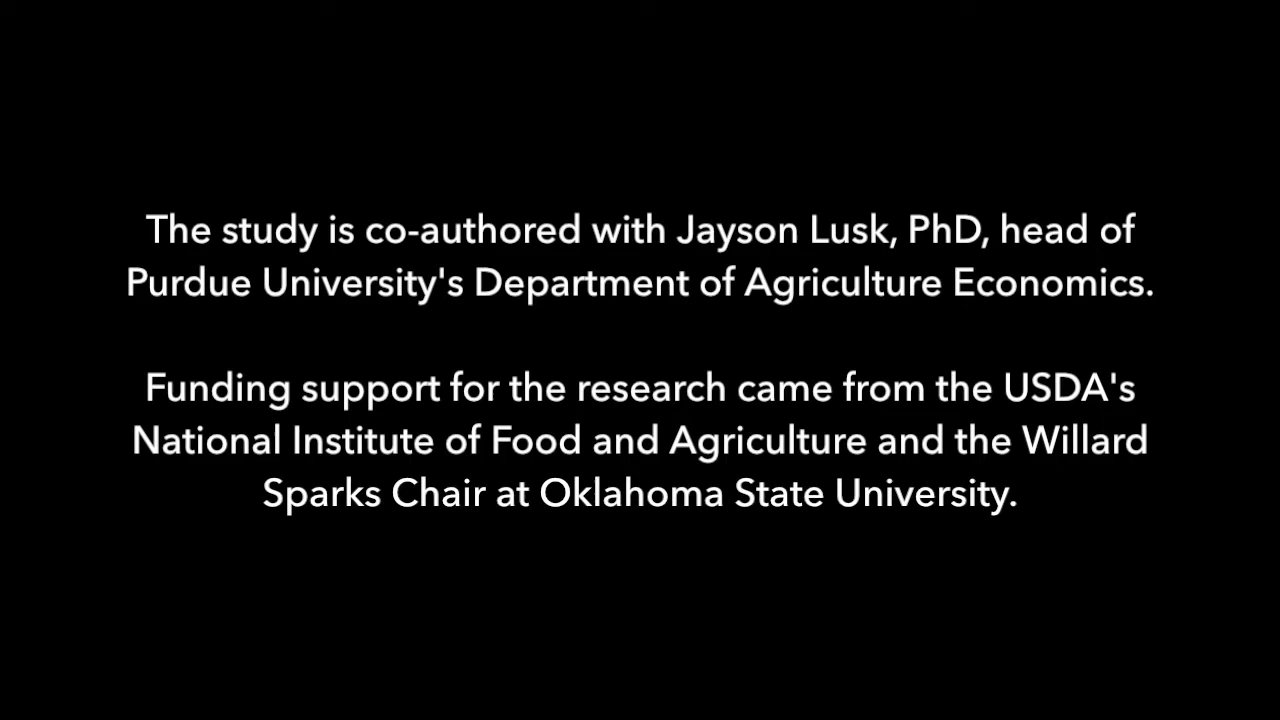 The study is co-authored with Jayson Lusk, PhD, head of
Purdue University's Department of Agriculture Economics.
Funding support for the research came from the USDA's
National Institute of Food and Agriculture and the Willard
Sparks Chair at Oklahoma State University.